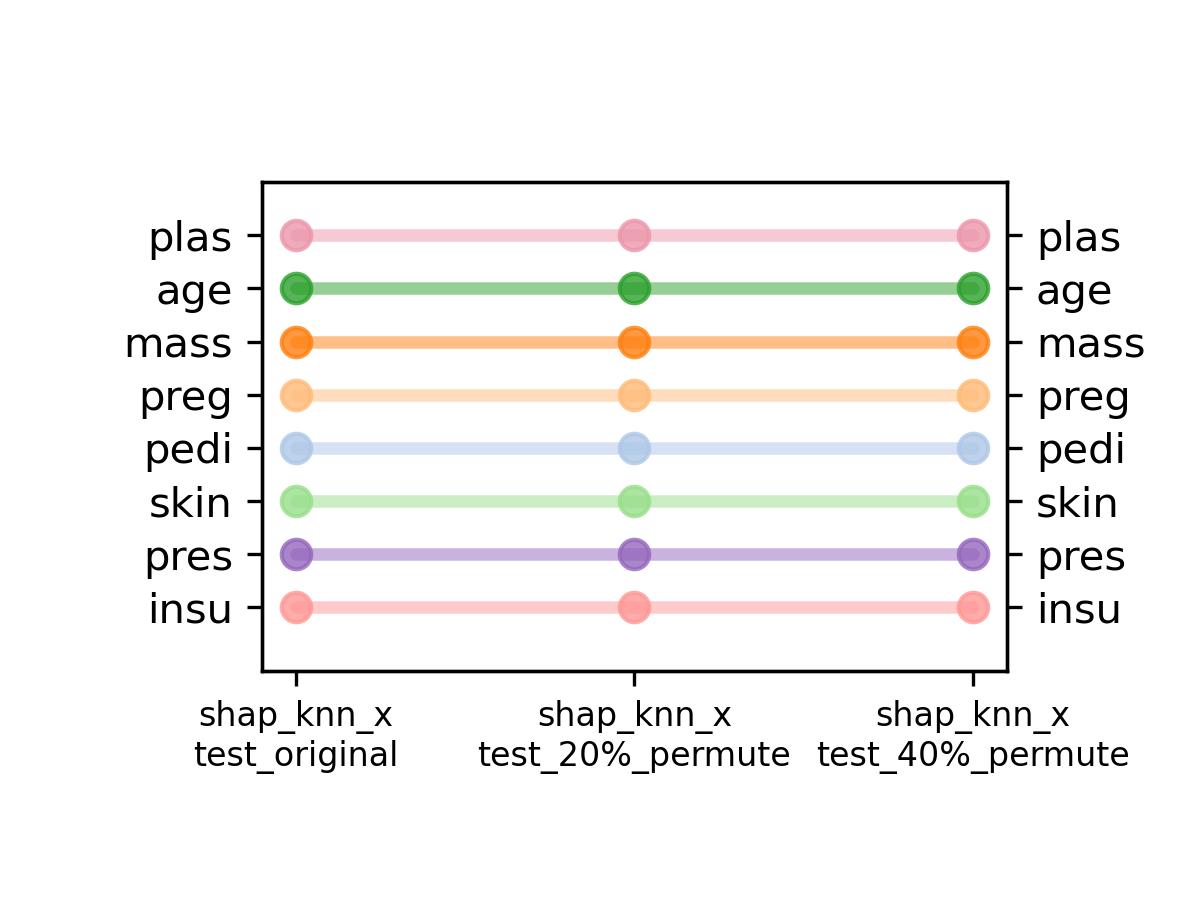 plas plas
age age
mass mass
preg preg
pedi pedi
skin skin
pres pres
insu insu
shap_knn_x shap_knn_x shap_knn_x
test_original test_20%_permute test_40%_permute